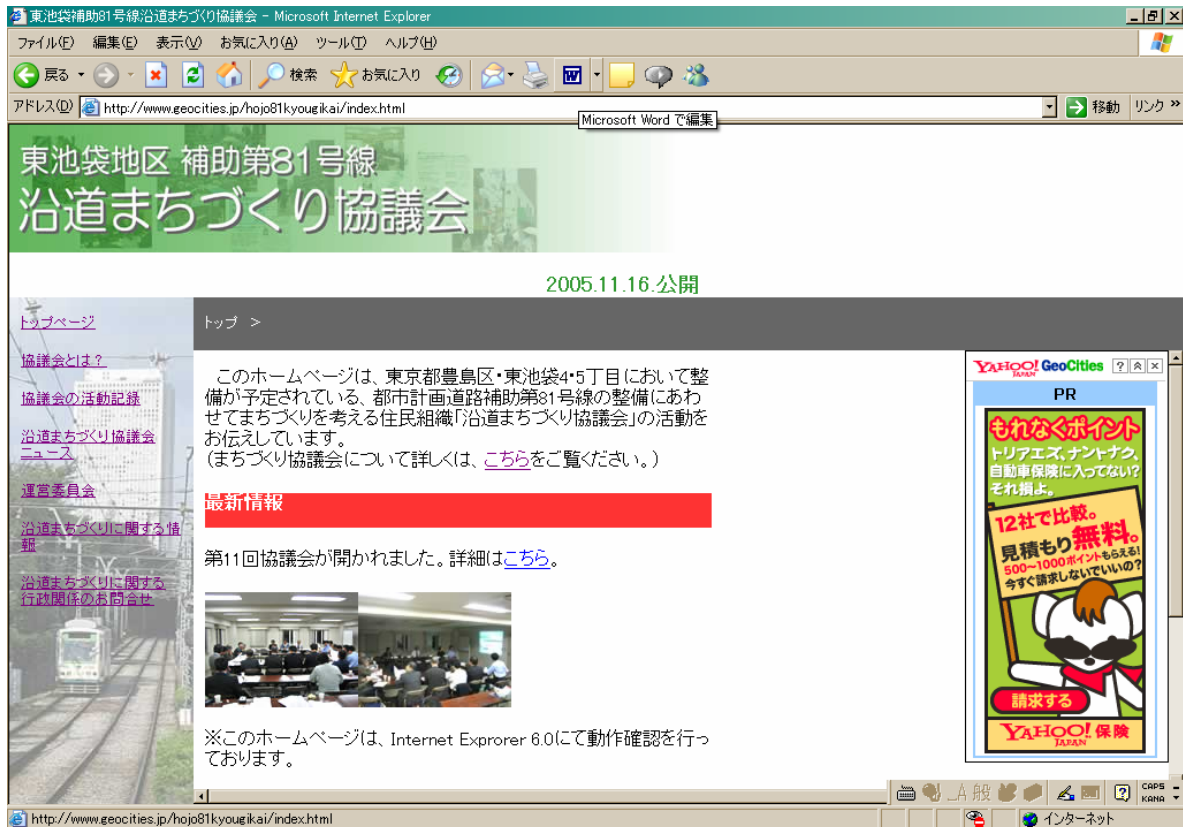 東池袋補助81号線沿道まちづくり協議会 - Microsoft Internet Explorer
ファイル(F) 編集(E) 表示(V) お気に入り(A) ツール(T) ヘルプ(H)
戻る 検索 お気に入り
アドレス(D) http://www.geocities.jp/hojo81kyougikai/index.html 移動 リンク »
Microsoft Word で編集
東池袋地区 補助第81号線
沿道まちづくり協議会
2005.11.16.公開
トップページ
協議会とは?
協議会の活動記録
沿道まちづくり協議会
ニュース
運営委員会
沿道まちづくりに関する情
報
沿道まちづくりに関する
行政関係のお問合せ
トップ >
このホームページは、東京都豊島区・東池袋4・5丁目において整
備が予定されている、都市計画道路補助第81号線の整備にあわ
せてまちづくりを考える住民組織「沿道まちづくり協議会」の活動を
お伝えしています。
(まちづくり協議会について詳しくは、こちらをご覧ください。)
最新情報
第11回協議会が開かれました。詳細はこちら。
※このホームページは、Internet Exprorer 6.0にて動作確認を行っ
ております。
YAHOO! GeoCities
JAPAN
PR
もれなくポイント
トリアエズ、ナントナク、
自動車保険に入ってない?
それ損よ。
12社で比較。
見積もり無料。
500～1000ポイントもらえる!
今すぐ請求しないでいいの?
請求する
YAHOO! 保険
JAPAN
A 般 CAPS
KANA
http://www.geocities.jp/hojo81kyougikai/index.html インターネット